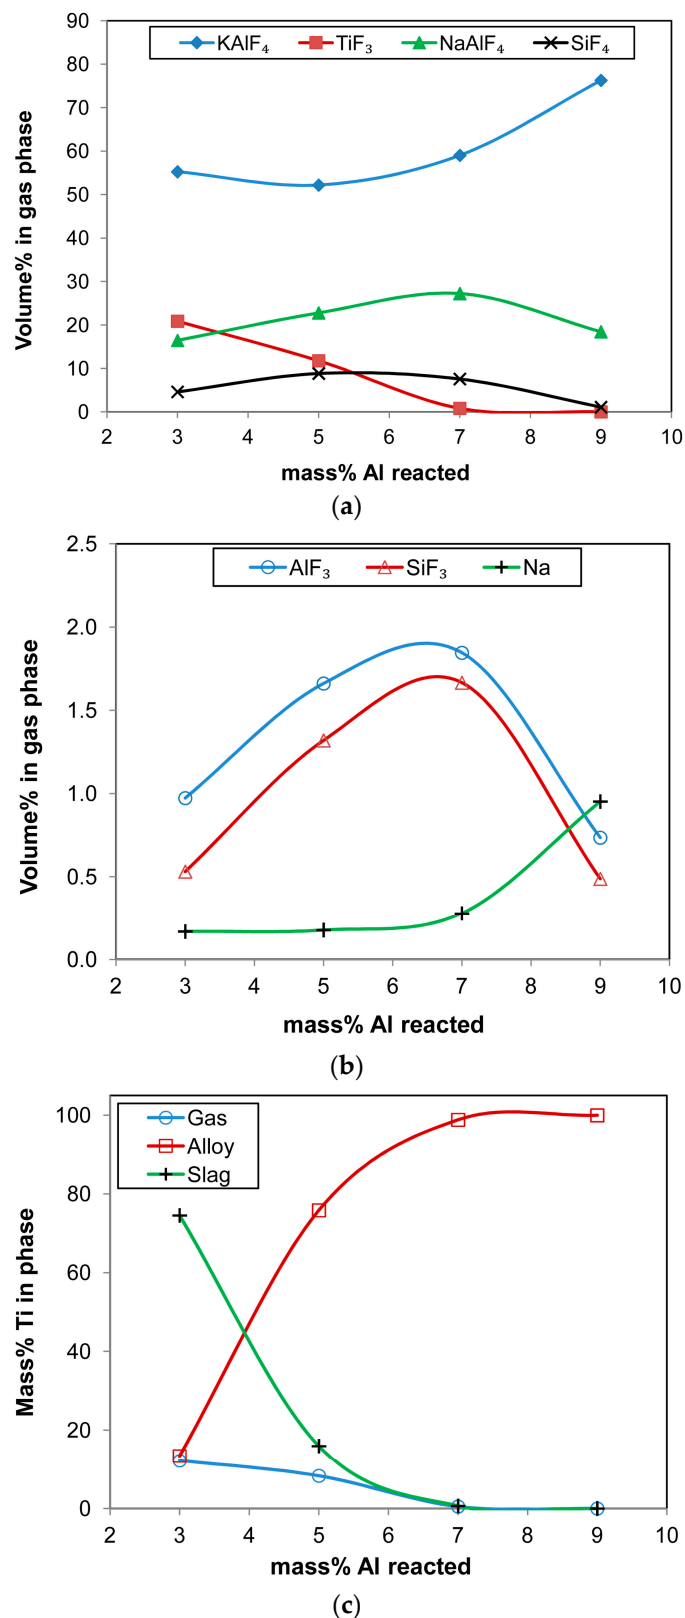 KAlF₄ TiF₃ NaAlF₄ SiF₄
Volume% in gas phase
90
80
70
60
50
40
30
20
10
0
2 3 4 5 6 7 8 9 10
mass% Al reacted
(a)
AlF₃ SiF₃ Na
Volume% in gas phase
2.5
2.0
1.5
1.0
0.5
0.0
2 3 4 5 6 7 8 9 10
mass% Al reacted
(b)
Gas
Alloy
Slag
Mass% Ti in phase
100
80
60
40
20
0
2 3 4 5 6 7 8 9 10
mass% Al reacted
(c)